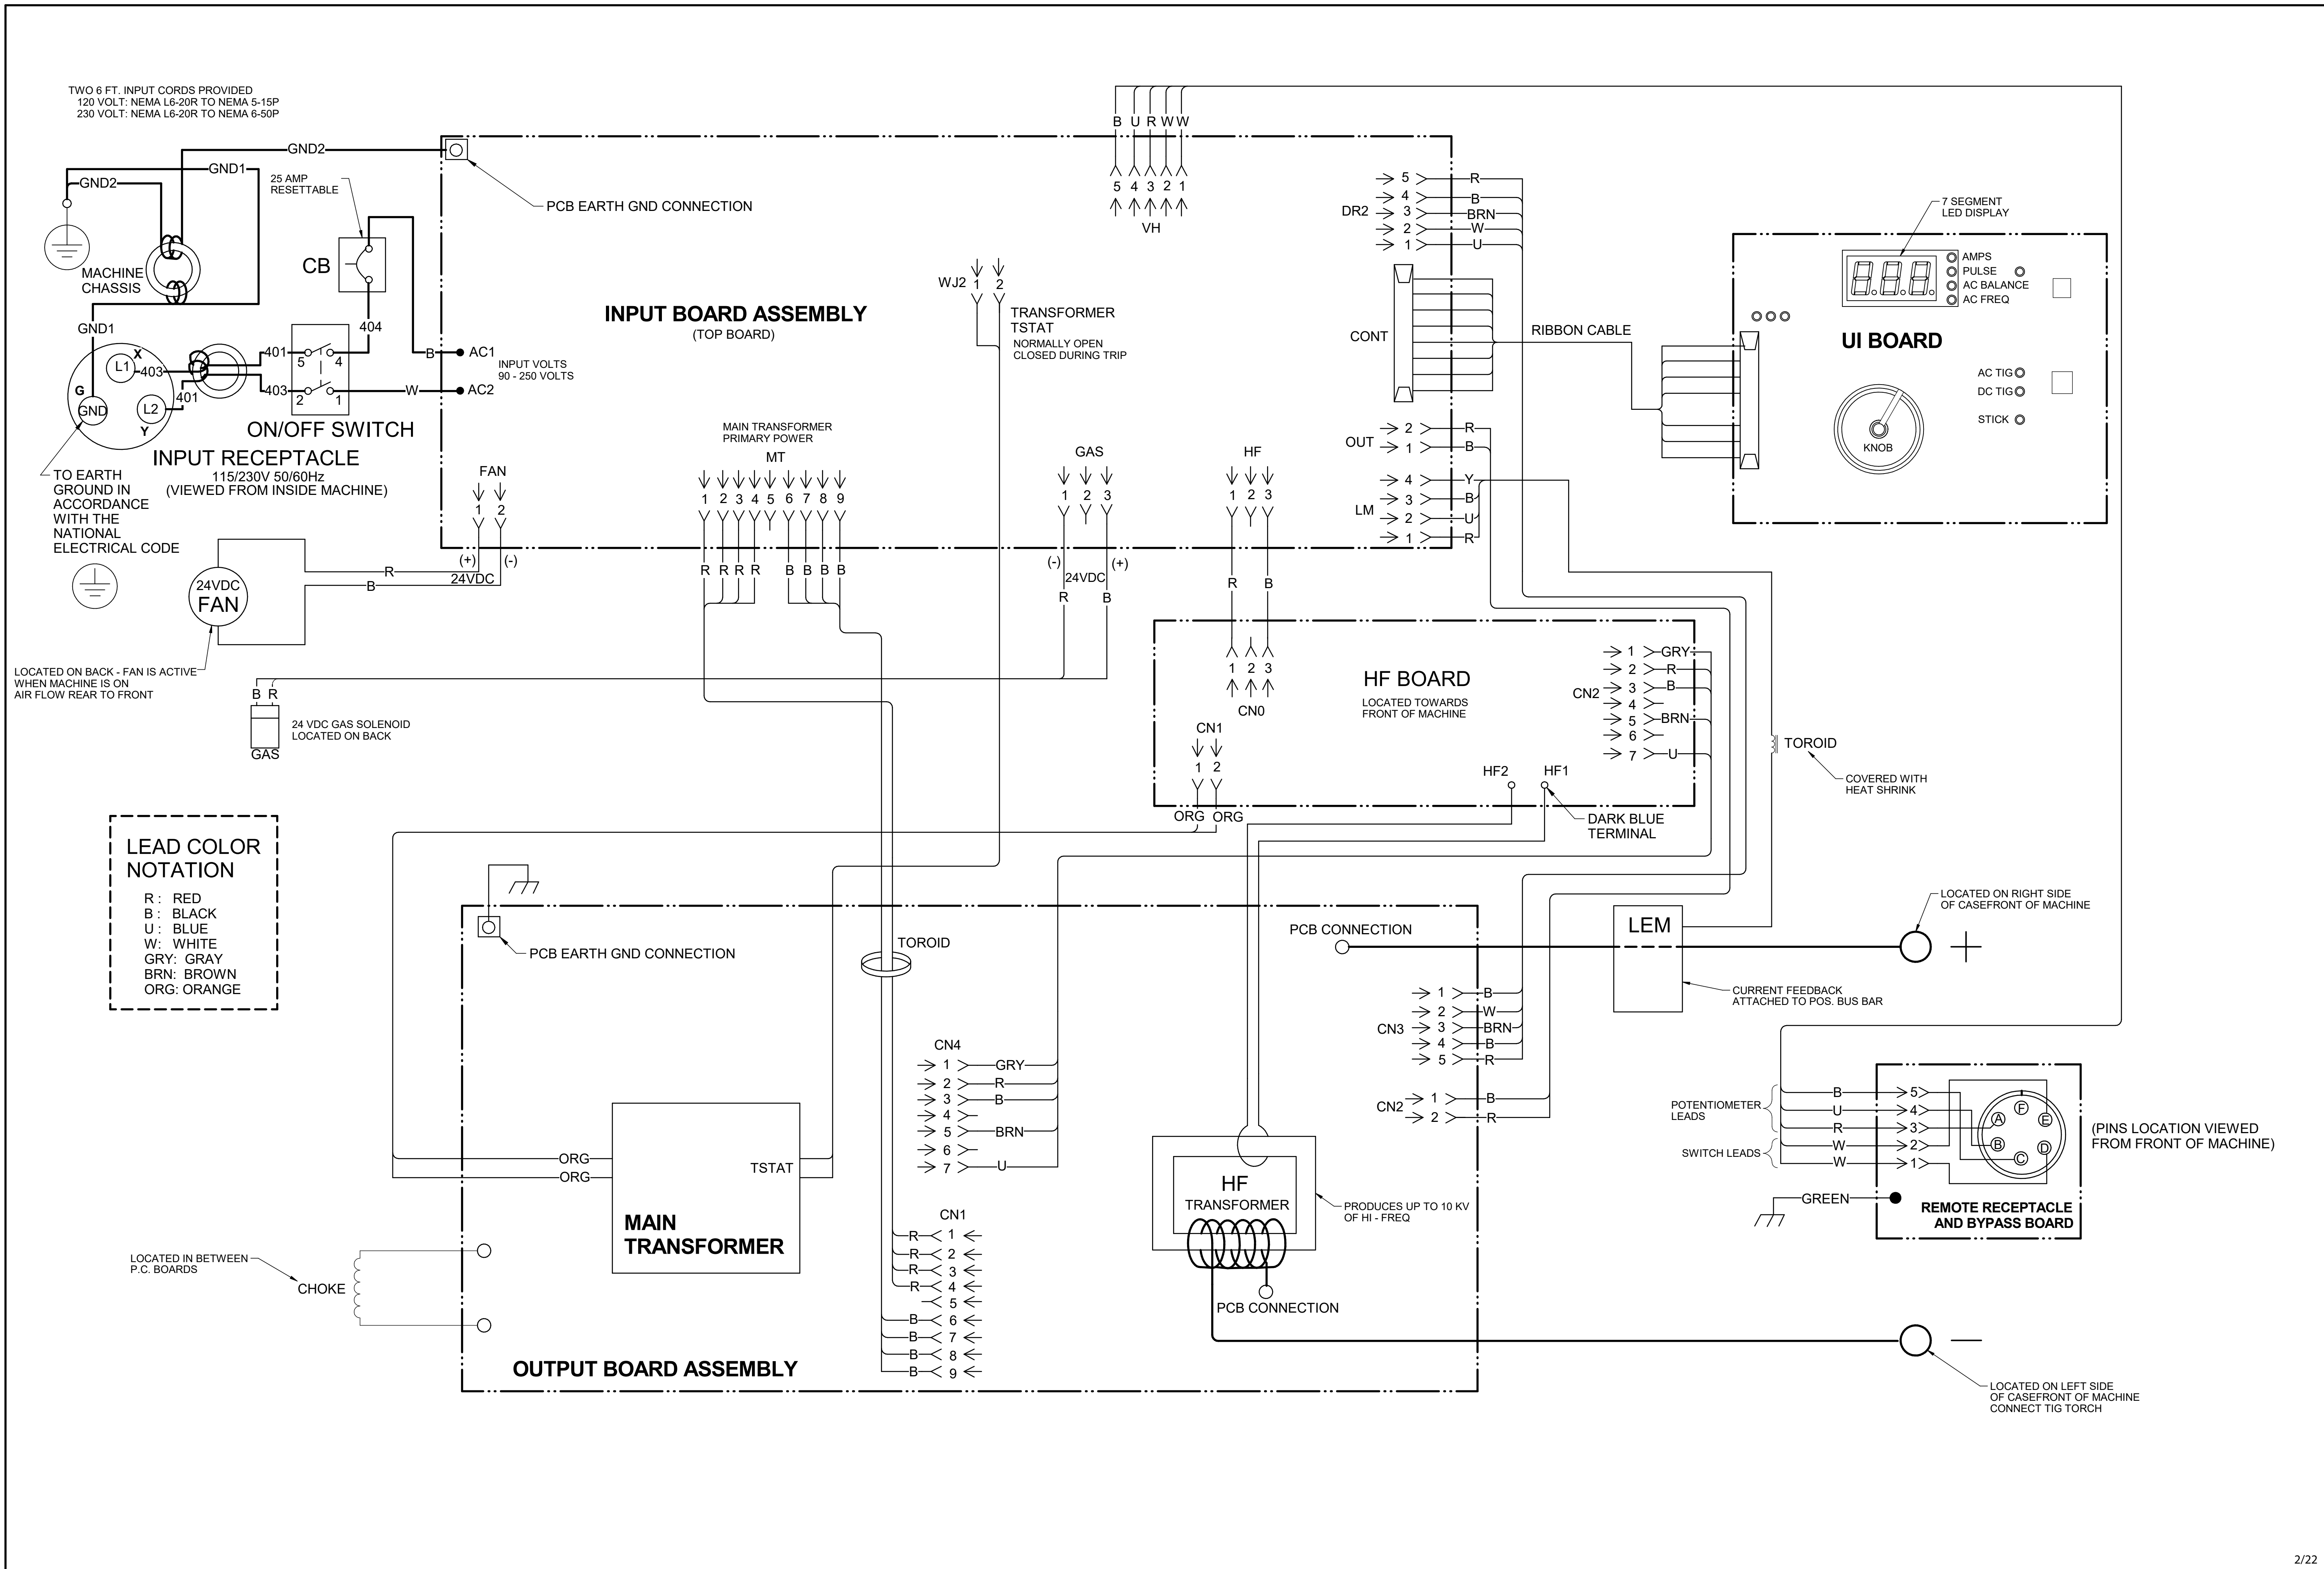 TWO 6 FT. INPUT CORDS PROVIDED
120 VOLT: NEMA L6-20R TO NEMA 5-15P
230 VOLT: NEMA L6-20R TO NEMA 6-50P
GND2
GND1
GND2
25 AMP
RESETTABLE
PCB EARTH GND CONNECTION
MACHINE
CHASSIS
CB
GND1
404
X
L1
403
401
5
4
403
2
1
401
G
GND
L2
Y
B
AC1
W
AC2
INPUT VOLTS
90 - 250 VOLTS
ON/OFF SWITCH
INPUT RECEPTACLE
115/230V 50/60Hz
(VIEWED FROM INSIDE MACHINE)
TO EARTH
GROUND IN
ACCORDANCE
WITH THE
NATIONAL
ELECTRICAL CODE
INPUT BOARD ASSEMBLY
(TOP BOARD)
B U R W W
5 4 3 2 1
VH
WJ2 1 2
TRANSFORMER
TSTAT
NORMALLY OPEN
CLOSED DURING TRIP
DR2
5 R
4 B
3 BRN
2 W
1 U
CONT
RIBBON CABLE
OUT
2 R
1 B
LM
4 Y
3 B
2 U
1 R
7 SEGMENT
LED DISPLAY
888
AMPS
PULSE
AC BALANCE
AC FREQ
UI BOARD
AC TIG
DC TIG
STICK
KNOB
FAN
1 2
(+) (-)
24VDC
R
B
24VDC
FAN
LOCATED ON BACK - FAN IS ACTIVE
WHEN MACHINE IS ON
AIR FLOW REAR TO FRONT
MAIN TRANSFORMER
PRIMARY POWER
MT
1 2 3 4 5 6 7 8 9
R R R R B B B B
GAS
1 2 3
(-) (+)
24VDC
R B
HF
1 2 3
R B
B R
24 VDC GAS SOLENOID
LOCATED ON BACK
GAS
1 2 3
CN0
HF BOARD
LOCATED TOWARDS
FRONT OF MACHINE
CN1
1 2
ORG ORG
CN2
1 GRY
2 R
3 B
4
5 BRN
6
7 U
HF2 HF1
DARK BLUE
TERMINAL
TOROID
COVERED WITH
HEAT SHRINK
LEAD COLOR
NOTATION
R : RED
B : BLACK
U : BLUE
W: WHITE
GRY: GRAY
BRN: BROWN
ORG: ORANGE
PCB EARTH GND CONNECTION
TOROID
PCB CONNECTION
LEM
LOCATED ON RIGHT SIDE
OF CASEFRONT OF MACHINE
+
CURRENT FEEDBACK
ATTACHED TO POS. BUS BAR
CN3
1 B
2 W
3 BRN
4 B
5 R
CN2
1 B
2 R
CN4
1 GRY
2 R
3 B
4
5 BRN
6
7 U
ORG
ORG
TSTAT
MAIN
TRANSFORMER
CN1
R 1
R 2
R 3
R 4
5
B 6
B 7
B 8
B 9
HF
TRANSFORMER
PRODUCES UP TO 10 KV
OF HI - FREQ
PCB CONNECTION
LOCATED IN BETWEEN
P.C. BOARDS
CHOKE
OUTPUT BOARD ASSEMBLY
POTENTIOMETER
LEADS
SWITCH LEADS
B 5
U 4
R 3
W 2
W 1
A
B
C
D
E
F
GREEN
REMOTE RECEPTACLE
AND BYPASS BOARD
(PINS LOCATION VIEWED
FROM FRONT OF MACHINE)
—
LOCATED ON LEFT SIDE
OF CASEFRONT OF MACHINE
CONNECT TIG TORCH
2/22